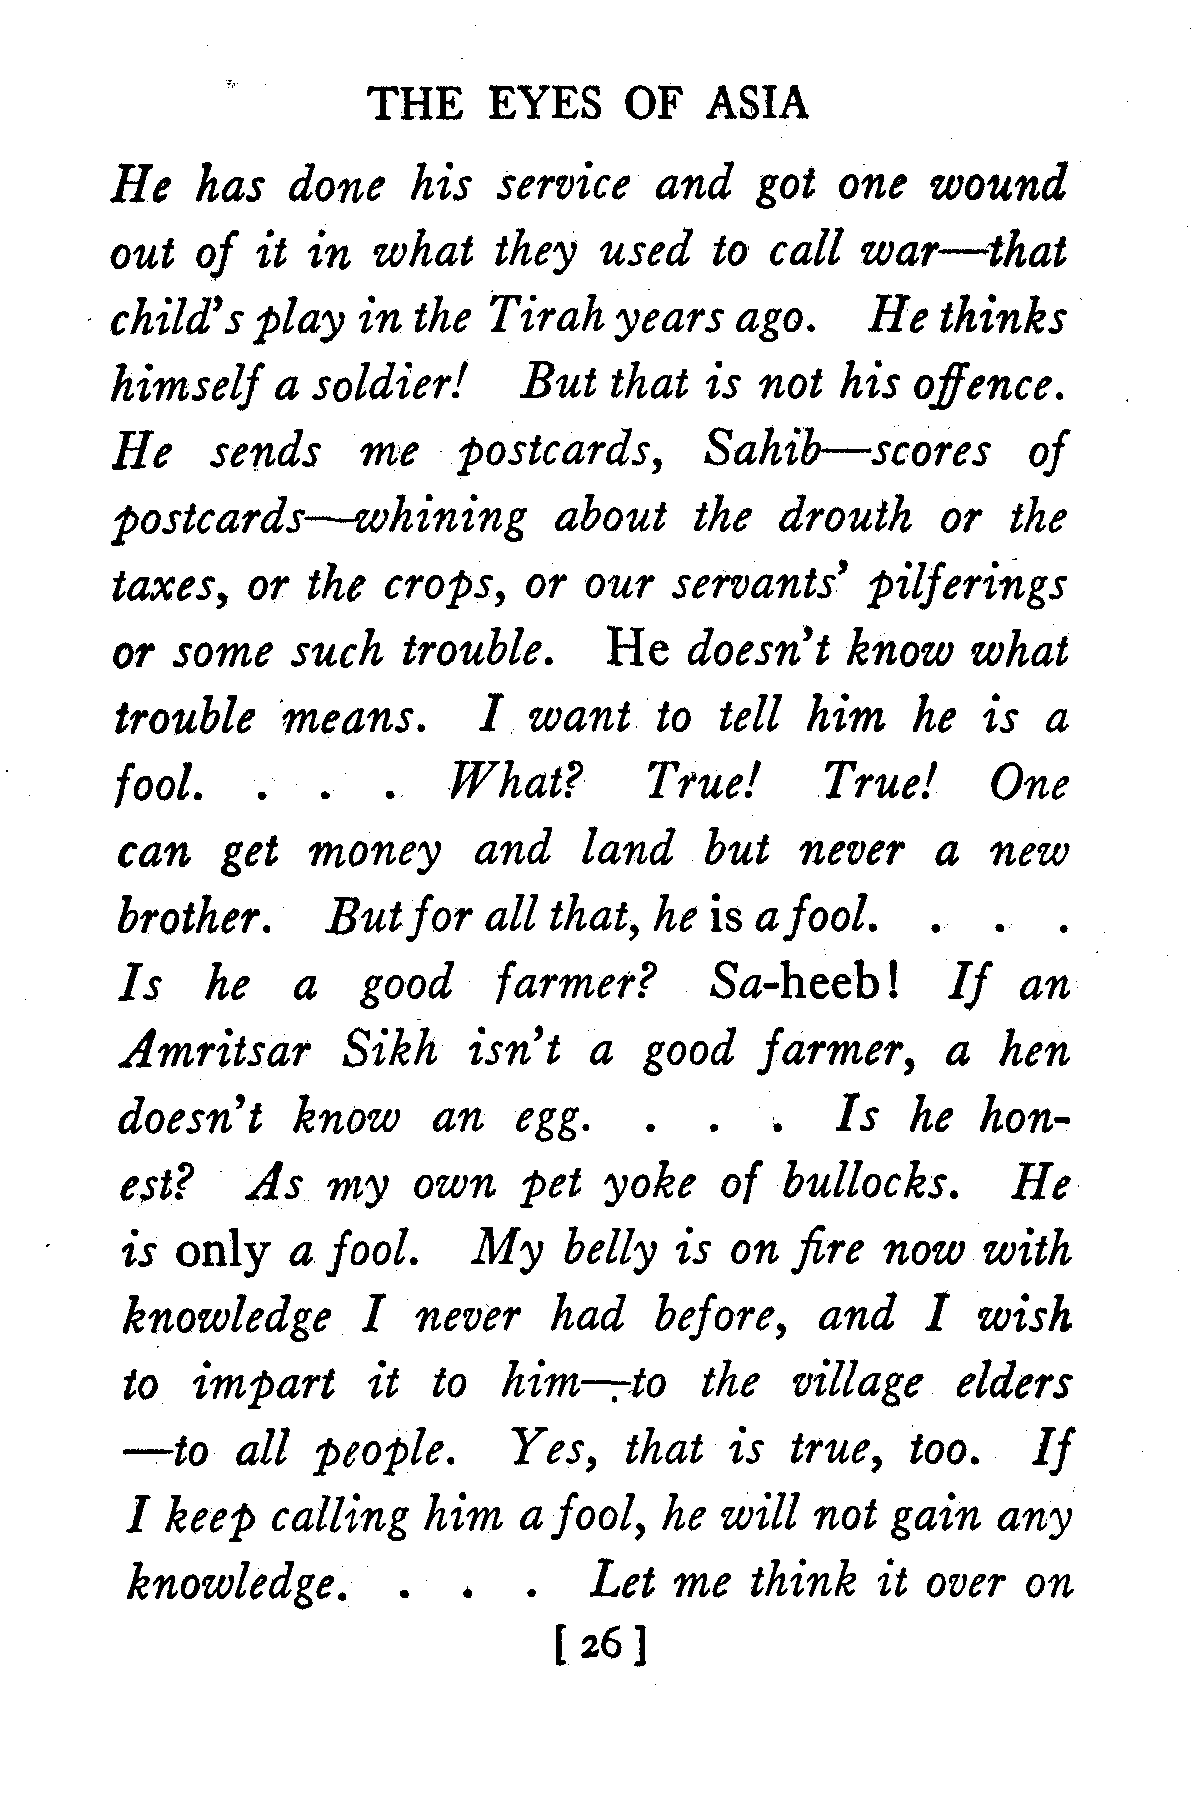 THE EYES OF ASIA
He has done his service and got one wound
out of it in what they used to call war—that
child's play in the Tirah years ago. He thinks
himself a soldier! But that is not his offence.
He sends me postcards, Sahib—scores of
postcards—whining about the drouth or the
taxes, or the crops, or our servants' pilferings
or some such trouble. He doesn't know what
trouble means. I want to tell him he is a
fool. . . . What? True! True! One
can get money and land but never a new
brother. But for all that, he is a fool. . . .
Is he a good farmer? Sa-heeb! If an
Amritsar Sikh isn't a good farmer, a hen
doesn't know an egg. . . . Is he hon-
est? As my own pet yoke of bullocks. He
is only a fool. My belly is on fire now with
knowledge I never had before, and I wish
to impart it to him—to the village elders
—to all people. Yes, that is true, too. If
I keep calling him a fool, he will not gain any
knowledge. . . . Let me think it over on
[ 26 ]